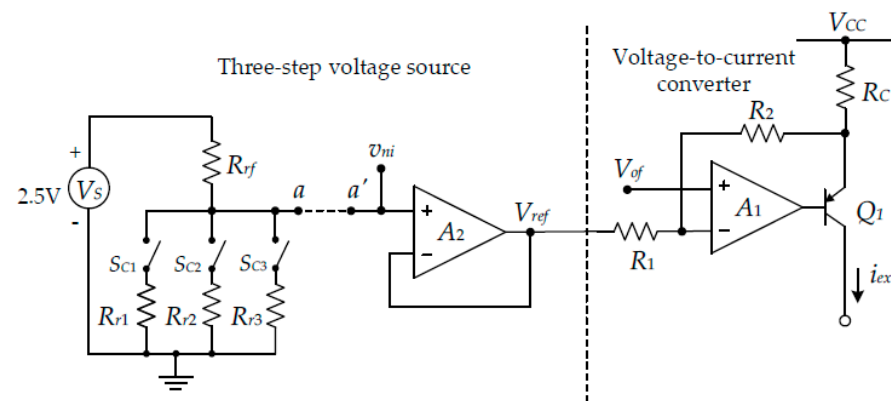 Three-step voltage source
Voltage-to-current
converter
VCC
RC
R2
Rrf
vni
a
a'
+
2.5V
VS
-
Vof
+
A1
-
Q1
+
A2
-
Vref
SC1
SC2
SC3
R1
iex
Rr1
Rr2
Rr3